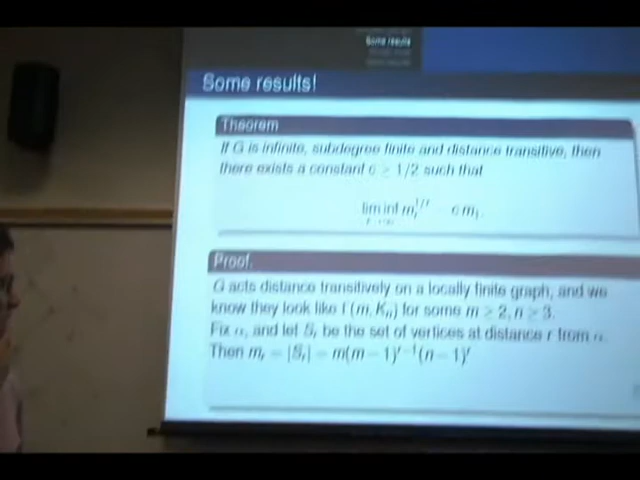 Some results
Some results!
Theorem
If G is infinite, subdegree finite and distance transitive, then
there exists a constant c ≥ 1/2 such that
lim inf m_r^{1/r} = c m_1.
r→∞
Proof.
G acts distance transitively on a locally finite graph, and we
know they look like Γ(m, K_n) for some m ≥ 2, n ≥ 3.
Fix α, and let S_r be the set of vertices at distance r from α.
Then m_r = |S_r| = m(m − 1)^{r−1}(n − 1)^r